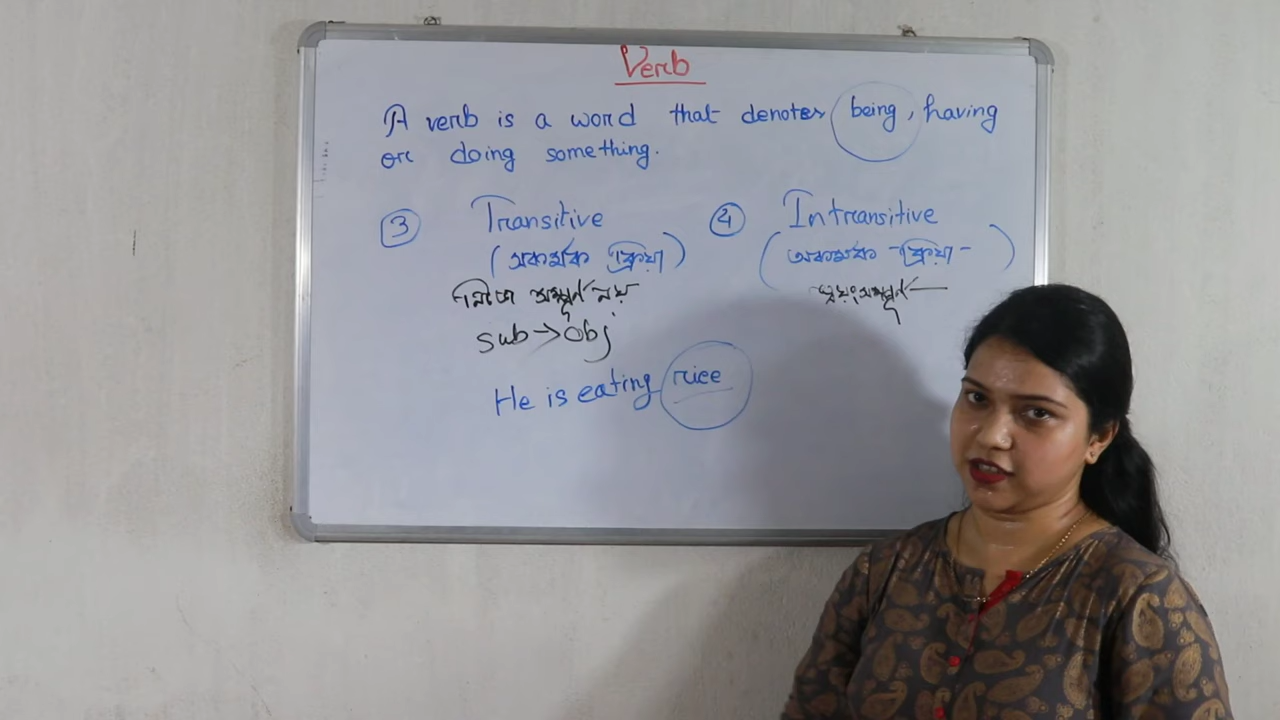 Verb
A verb is a word that denotes being, having
or doing something.
3 Transitive
(সকর্মক ক্রিয়া)
নিজে সম্পূর্ণ নয়
sub → obj
He is eating rice
4 Intransitive
(অকর্মক ক্রিয়া)
স্বয়ংসম্পূর্ণ